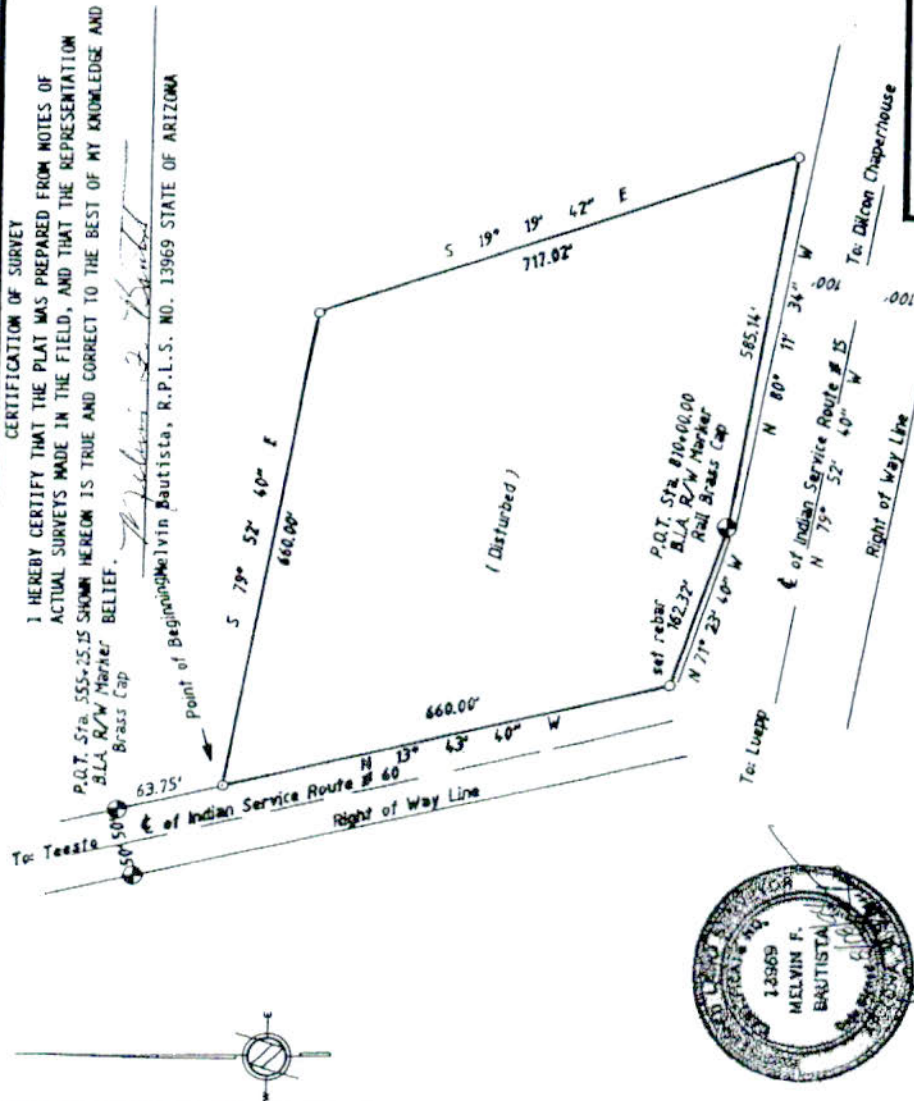 CERTIFICATION OF SURVEY
I HEREBY CERTIFY THAT THE PLAT WAS PREPARED FROM NOTES OF
ACTUAL SURVEYS MADE IN THE FIELD, AND THAT THE REPRESENTATION
SHOWN HEREON IS TRUE AND CORRECT TO THE BEST OF MY KNOWLEDGE AND
BELIEF.
Melvin Bautista, R.P.L.S. NO. 13969 STATE OF ARIZONA
P.O.T. Sta. 555+25.15
B.I.A. R/W Marker
Brass Cap
Point of Beginning
63.75'
50' 50'
To: Teesto
℄ of Indian Service Route # 60
Right of Way Line
S 79° 52' 40" E
660.00'
S 19° 19' 42" E
717.02'
( Disturbed )
660.00'
N 13° 43' 40" W
set rebar
162.32'
N 71° 23' 40" W
P.O.T. Sta. 810+00.00
B.I.A. R/W Marker
Rail Brass Cap
585.14'
N 80° 11' 34" W
100'
100'
To: Dilcon Chaperhouse
℄ of Indian Service Route # 15
N 79° 52' 40" W
To: Luepp
Right of Way Line
W
E
CERTIFICATE NO.
13969
MELVIN F.
BAUTISTA